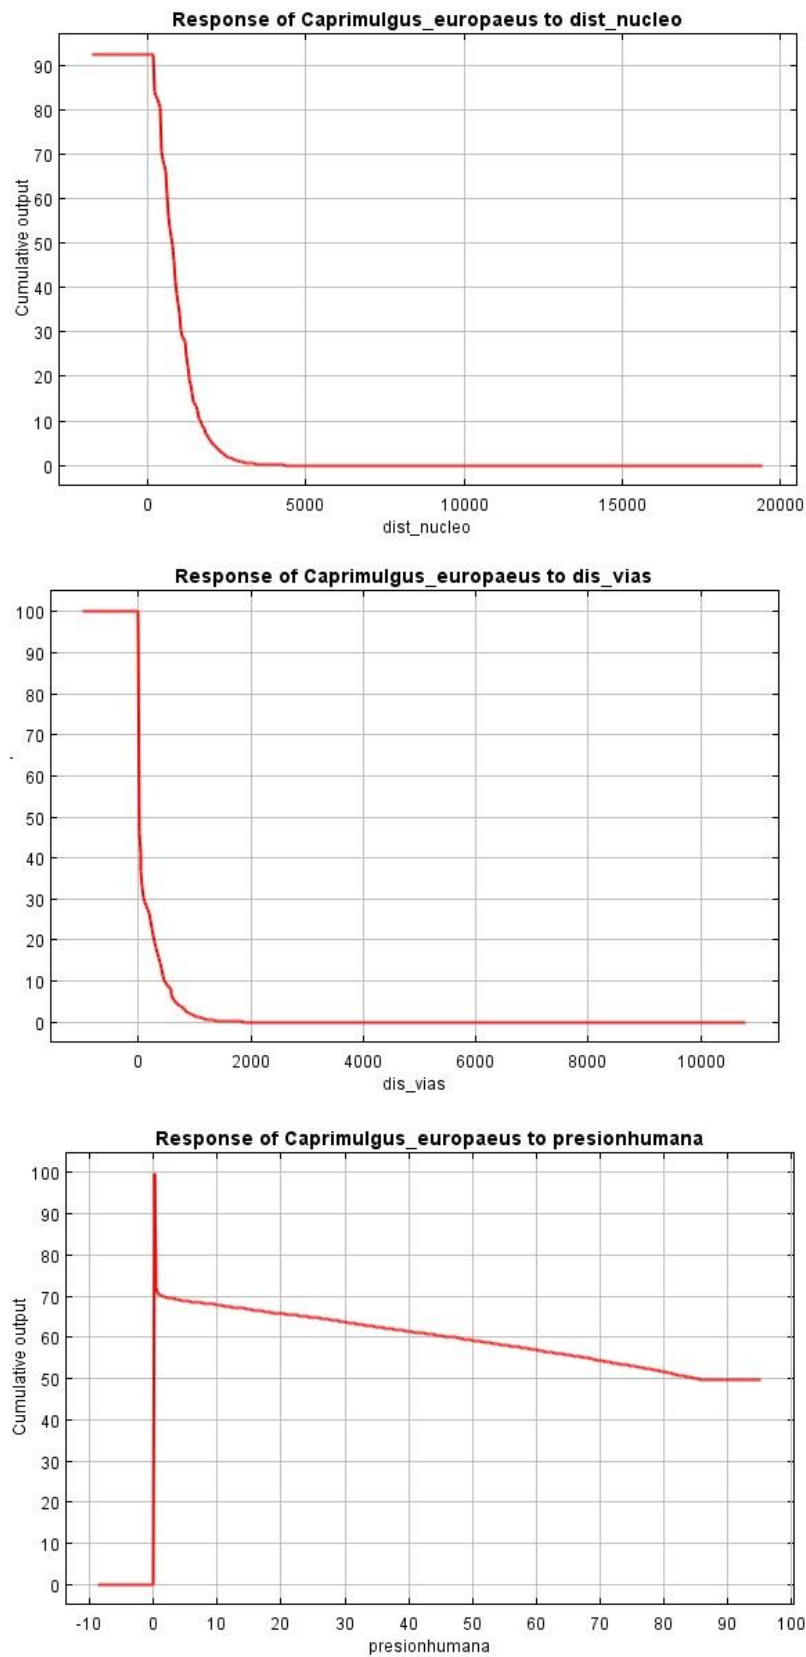 Response of Caprimulgus_europaeus to dist_nucleo
90
80
70
60
50
40
30
20
10
0
Cumulative output
0 5000 10000 15000 20000
dist_nucleo
Response of Caprimulgus_europaeus to dis_vias
100
90
80
70
60
50
40
30
20
10
0
0 2000 4000 6000 8000 10000
dis_vias
Response of Caprimulgus_europaeus to presionhumana
100
90
80
70
60
50
40
30
20
10
0
Cumulative output
-10 0 10 20 30 40 50 60 70 80 90 100
presionhumana